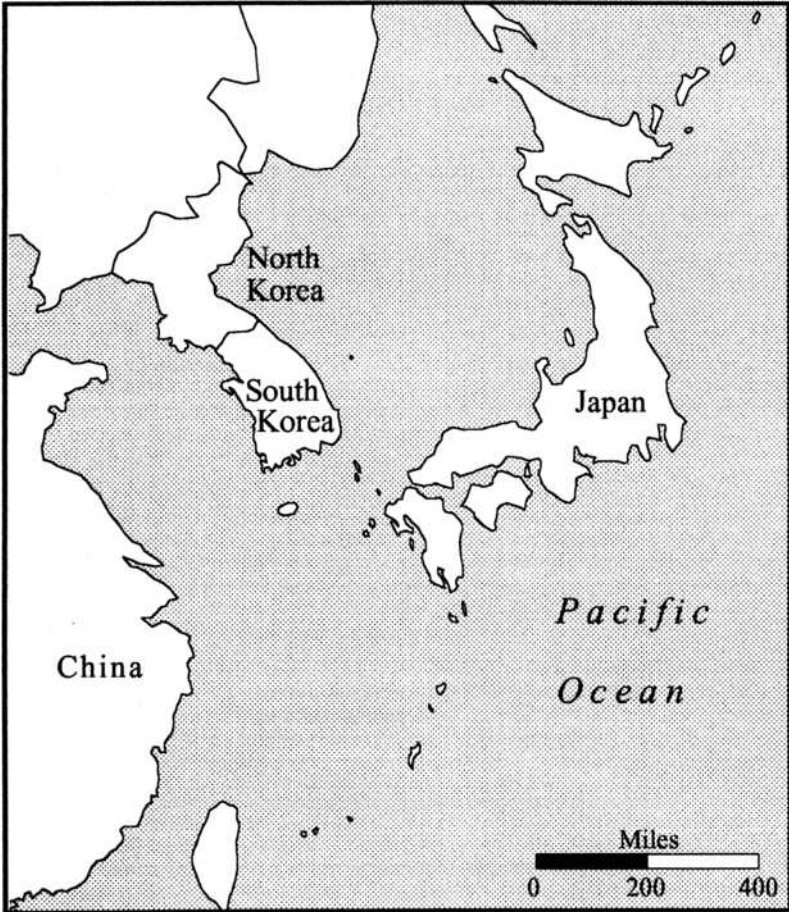 North
Korea
South
Korea
Japan
China
Pacific
Ocean
Miles
0 200 400